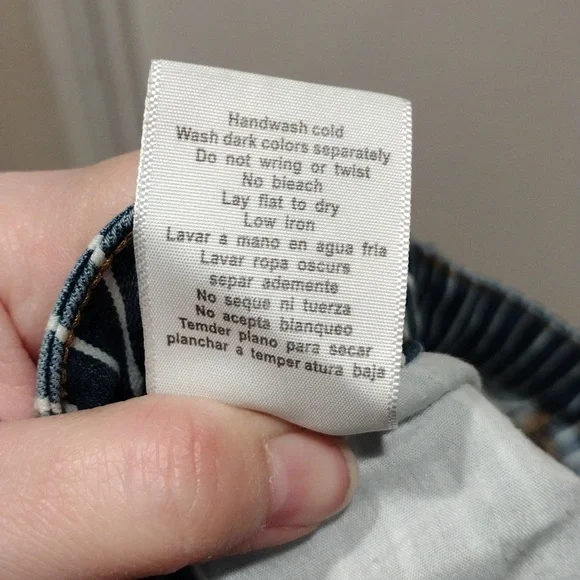 Handwash cold
Wash dark colors separately
Do not wring or twist
No bleach
Lay flat to dry
Low iron
Lavar a mano en agua fria
Lavar ropa oscurs
separ ademente
No seque ni tuerza
No acepta blanqueo
Temder plano para secar
planchar a temper atura baja